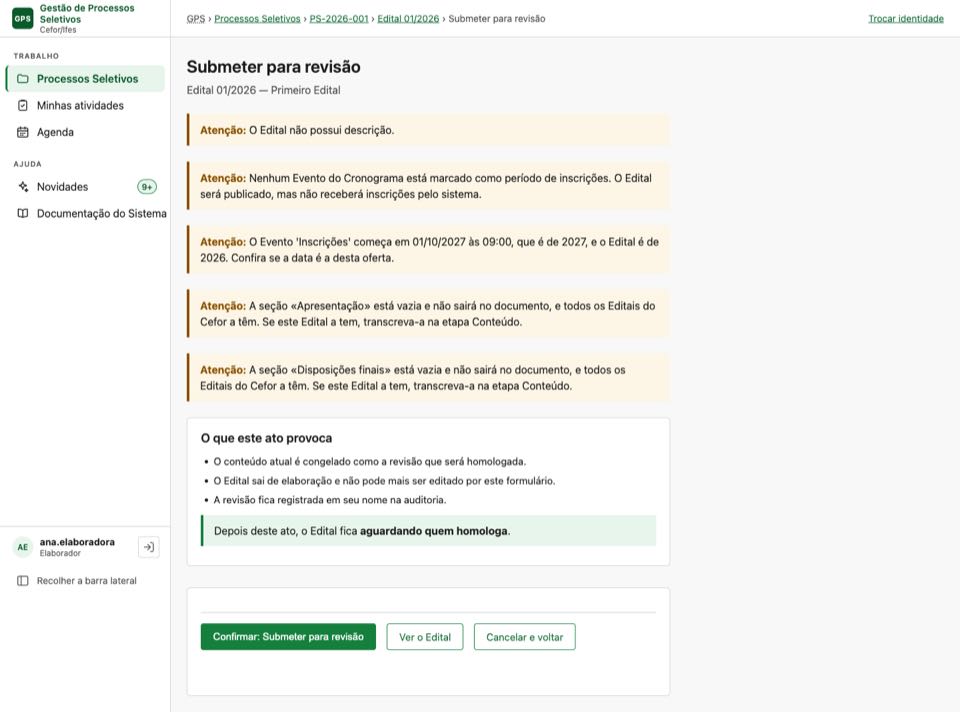 GPS
Gestão de Processos
Seletivos
Cefor/Ifes
GPS › Processos Seletivos › PS-2026-001 › Edital 01/2026 › Submeter para revisão
Trocar identidade
TRABALHO
Processos Seletivos
Minhas atividades
Agenda
AJUDA
Novidades
9+
Documentação do Sistema
Submeter para revisão
Edital 01/2026 — Primeiro Edital
Atenção: O Edital não possui descrição.
Atenção: Nenhum Evento do Cronograma está marcado como período de inscrições. O Edital
será publicado, mas não receberá inscrições pelo sistema.
Atenção: O Evento 'Inscrições' começa em 01/10/2027 às 09:00, que é de 2027, e o Edital é de
2026. Confira se a data é a desta oferta.
Atenção: A seção «Apresentação» está vazia e não sairá no documento, e todos os Editais do
Cefor a têm. Se este Edital a tem, transcreva-a na etapa Conteúdo.
Atenção: A seção «Disposições finais» está vazia e não sairá no documento, e todos os
Editais do Cefor a têm. Se este Edital a tem, transcreva-a na etapa Conteúdo.
O que este ato provoca
• O conteúdo atual é congelado como a revisão que será homologada.
• O Edital sai de elaboração e não pode mais ser editado por este formulário.
• A revisão fica registrada em seu nome na auditoria.
Depois deste ato, o Edital fica aguardando quem homologa.
Confirmar: Submeter para revisão
Ver o Edital
Cancelar e voltar
AE
ana.elaboradora
Elaborador
Recolher a barra lateral